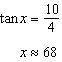 tan x = 10/4
x ≈ 68